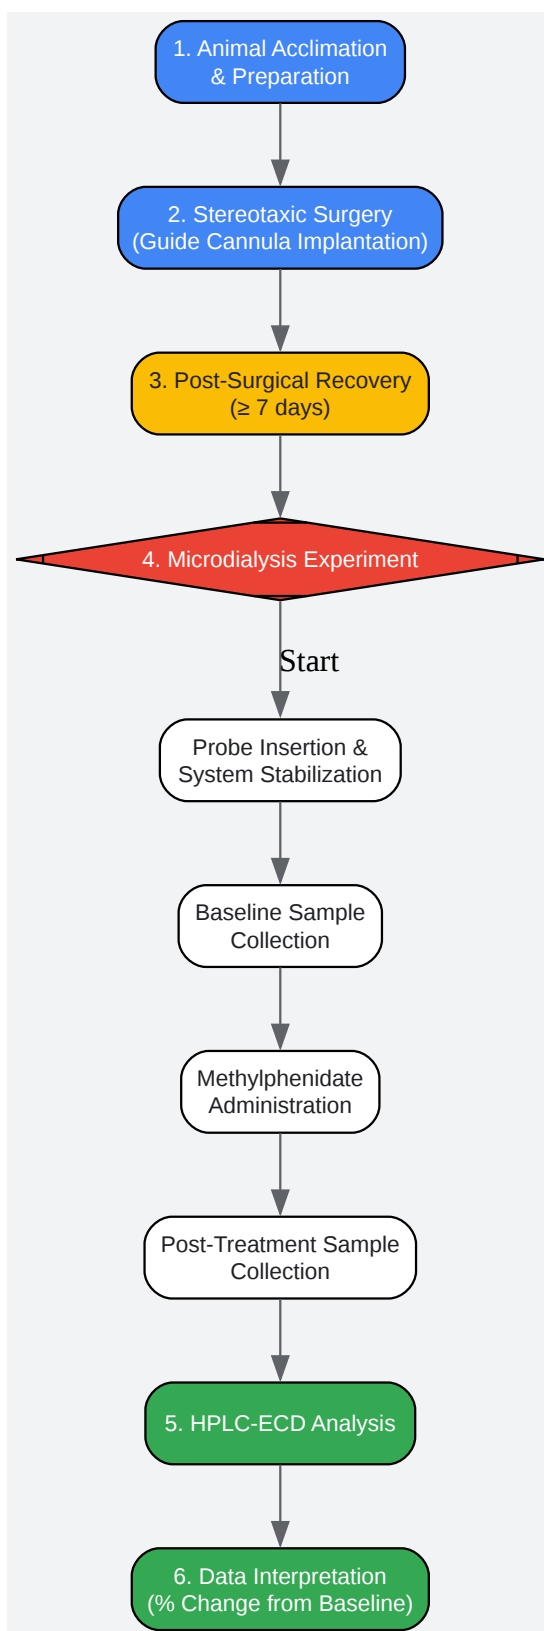 1. Animal Acclimation
& Preparation
2. Stereotaxic Surgery
(Guide Cannula Implantation)
3. Post-Surgical Recovery
(≥ 7 days)
4. Microdialysis Experiment
Start
Probe Insertion &
System Stabilization
Baseline Sample
Collection
Methylphenidate
Administration
Post-Treatment Sample
Collection
5. HPLC-ECD Analysis
6. Data Interpretation
(% Change from Baseline)